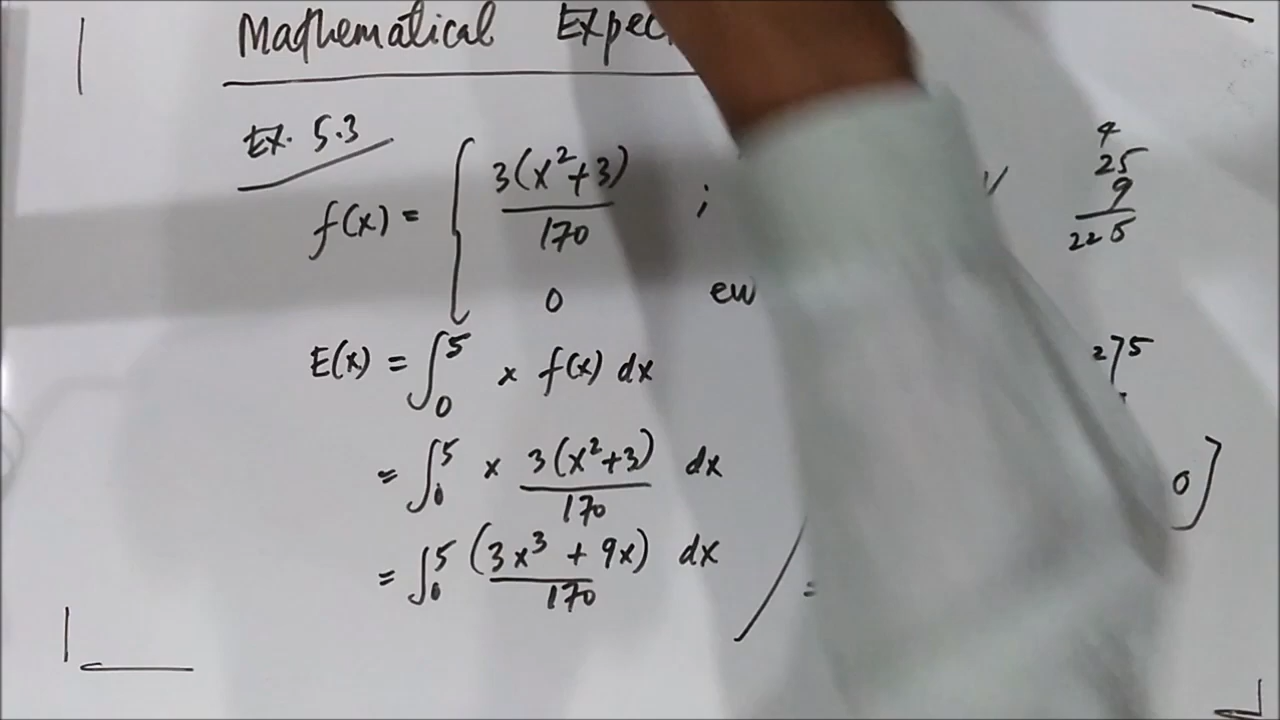 Mathematical Expec
Ex. 5.3
f(x) = { 3(x²+3) / 170 ;
0 ew
E(x) = ∫₀⁵ x f(x) dx
= ∫₀⁵ x 3(x²+3) / 170 dx
= ∫₀⁵ (3x³ + 9x) / 170 dx
=
4
25
9
225
275
0]